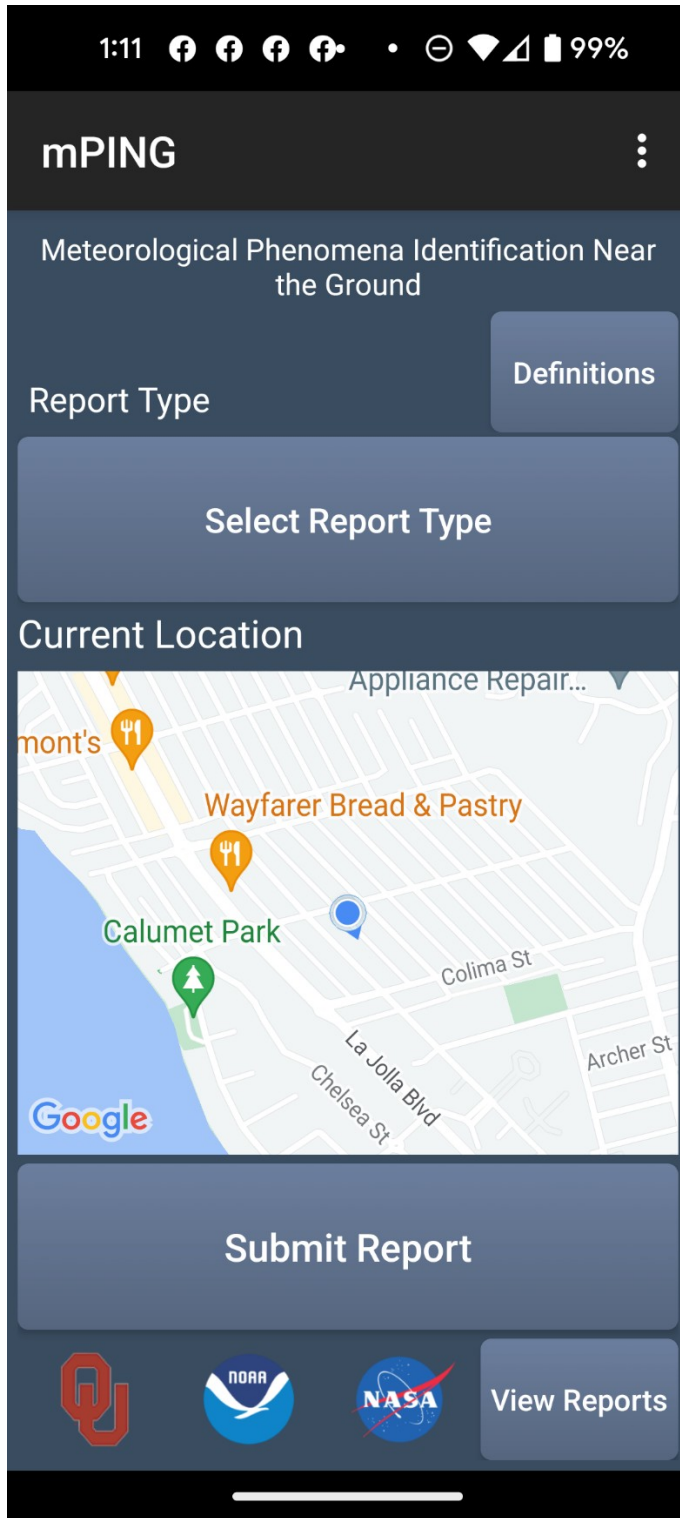 1:11
99%
mPING
Meteorological Phenomena Identification Near
the Ground
Definitions
Report Type
Select Report Type
Current Location
Appliance Repair...
mont's
Wayfarer Bread & Pastry
Calumet Park
Colima St
La Jolla Blvd
Archer St
Chelsea St
Google
Submit Report
OU
NOAA
NASA
View Reports